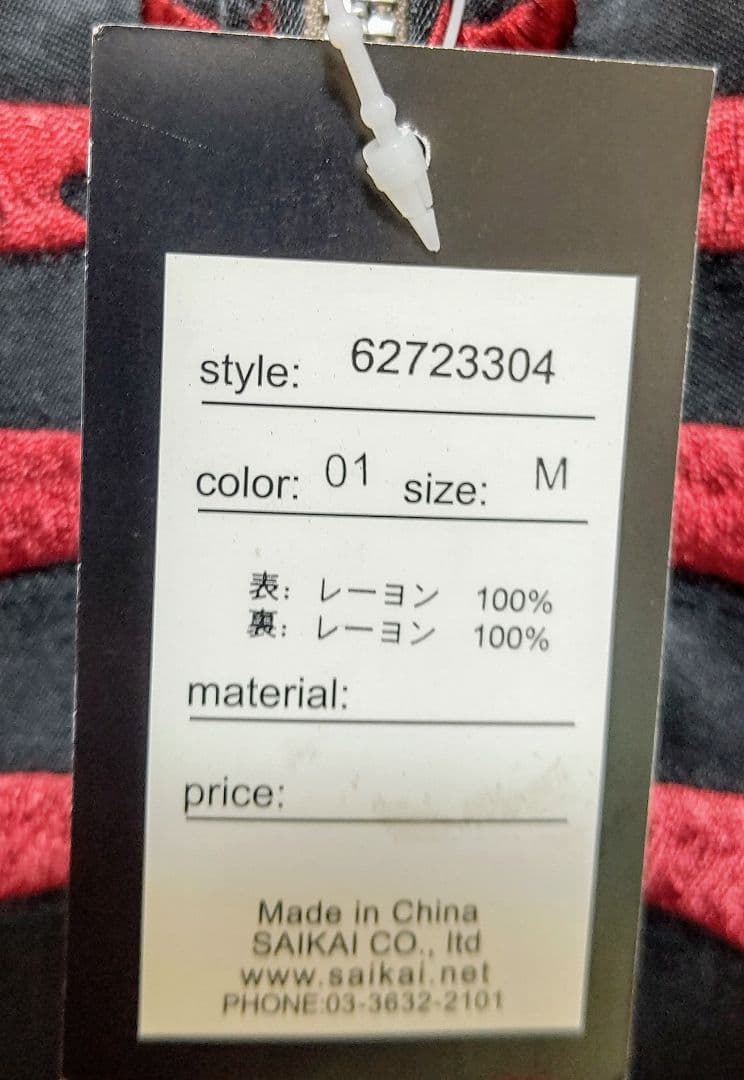 style: 62723304
color: 01 size: M
表: レーヨン 100%
裏: レーヨン 100%
material:
price:
Made in China
SAIKAI CO., ltd
www.saikai.net
PHONE:03-3632-2101